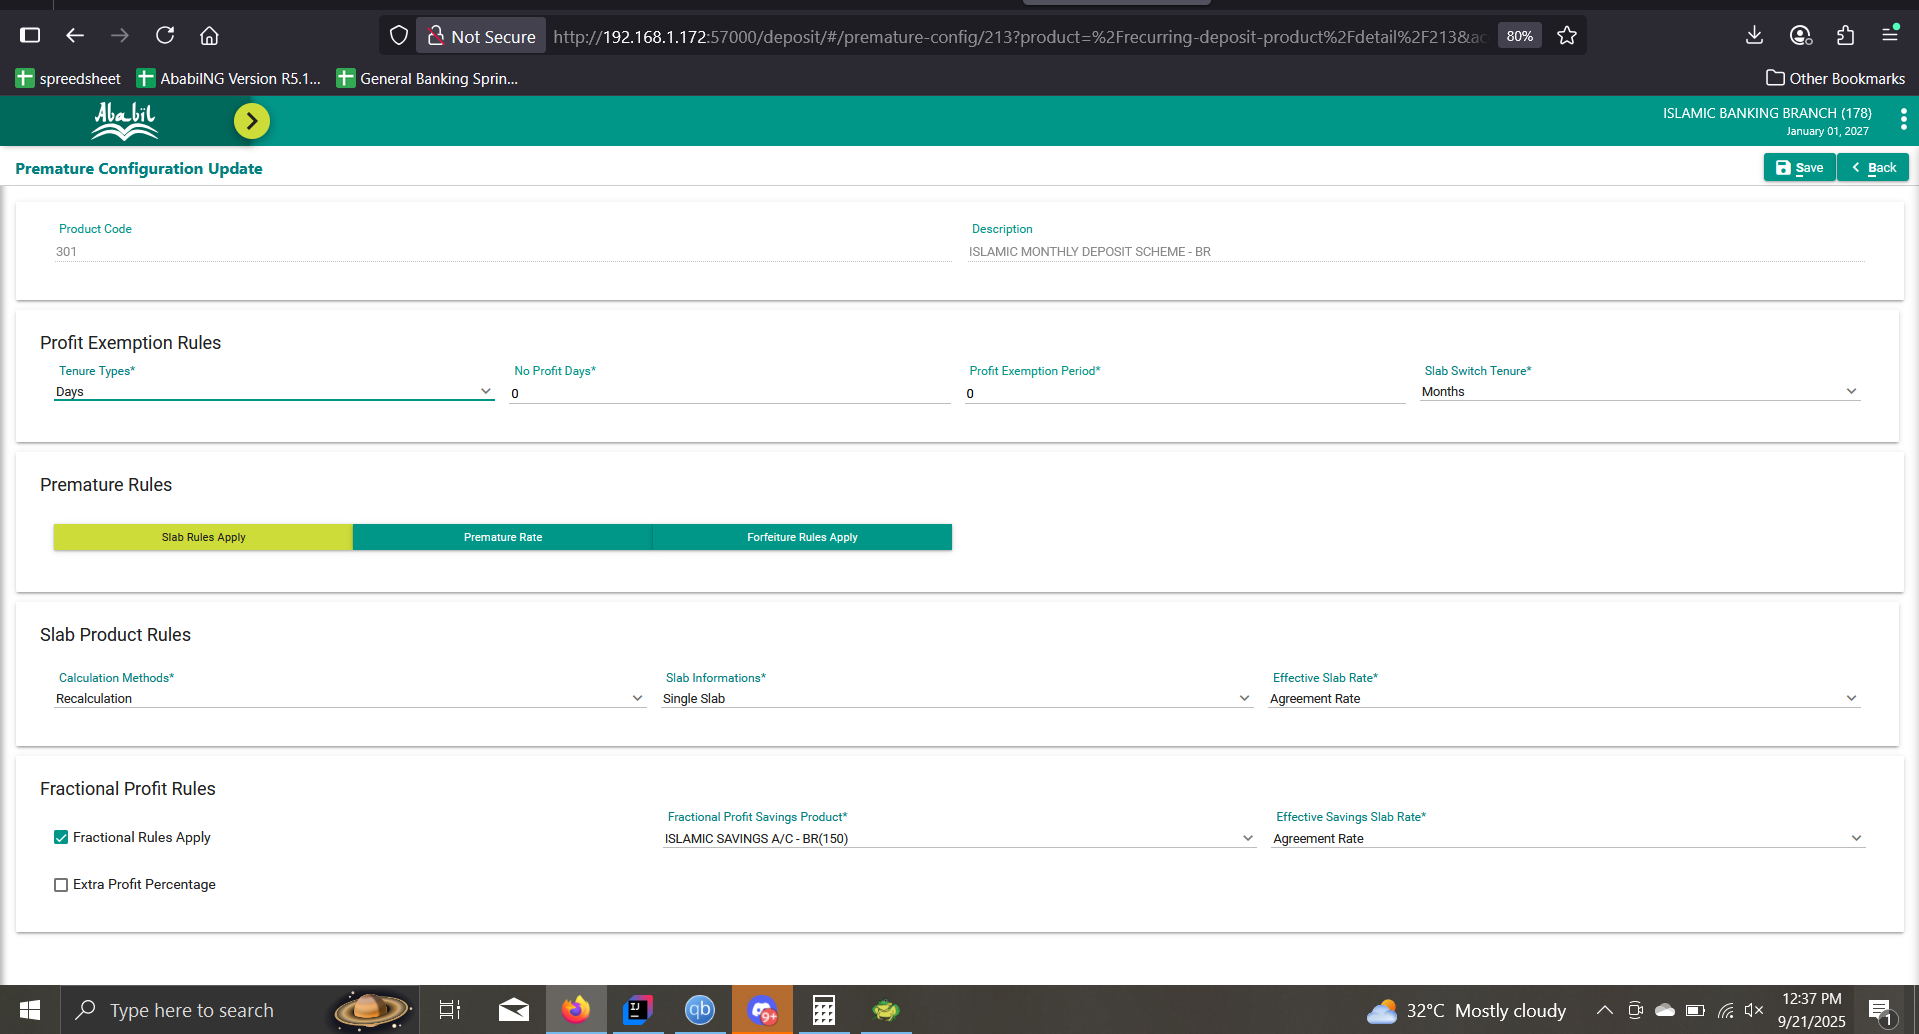 Not Secure http://192.168.1.172:57000/deposit/#/premature-config/213?product=%2Frecurring-deposit-product%2Fdetail%2F213&ac 80%
spreedsheet AbabilNG Version R5.1... General Banking Sprin... Other Bookmarks
Ababil
ISLAMIC BANKING BRANCH (178)
January 01, 2027
Premature Configuration Update Save Back
Product Code Description
301 ISLAMIC MONTHLY DEPOSIT SCHEME - BR
Profit Exemption Rules
Tenure Types* No Profit Days* Profit Exemption Period* Slab Switch Tenure*
Days 0 0 Months
Premature Rules
Slab Rules Apply Premature Rate Forfeiture Rules Apply
Slab Product Rules
Calculation Methods* Slab Informations* Effective Slab Rate*
Recalculation Single Slab Agreement Rate
Fractional Profit Rules
Fractional Profit Savings Product* Effective Savings Slab Rate*
Fractional Rules Apply ISLAMIC SAVINGS A/C - BR(150) Agreement Rate
Extra Profit Percentage
Type here to search IJ qb 9+ 32°C Mostly cloudy 12:37 PM
9/21/2025 1